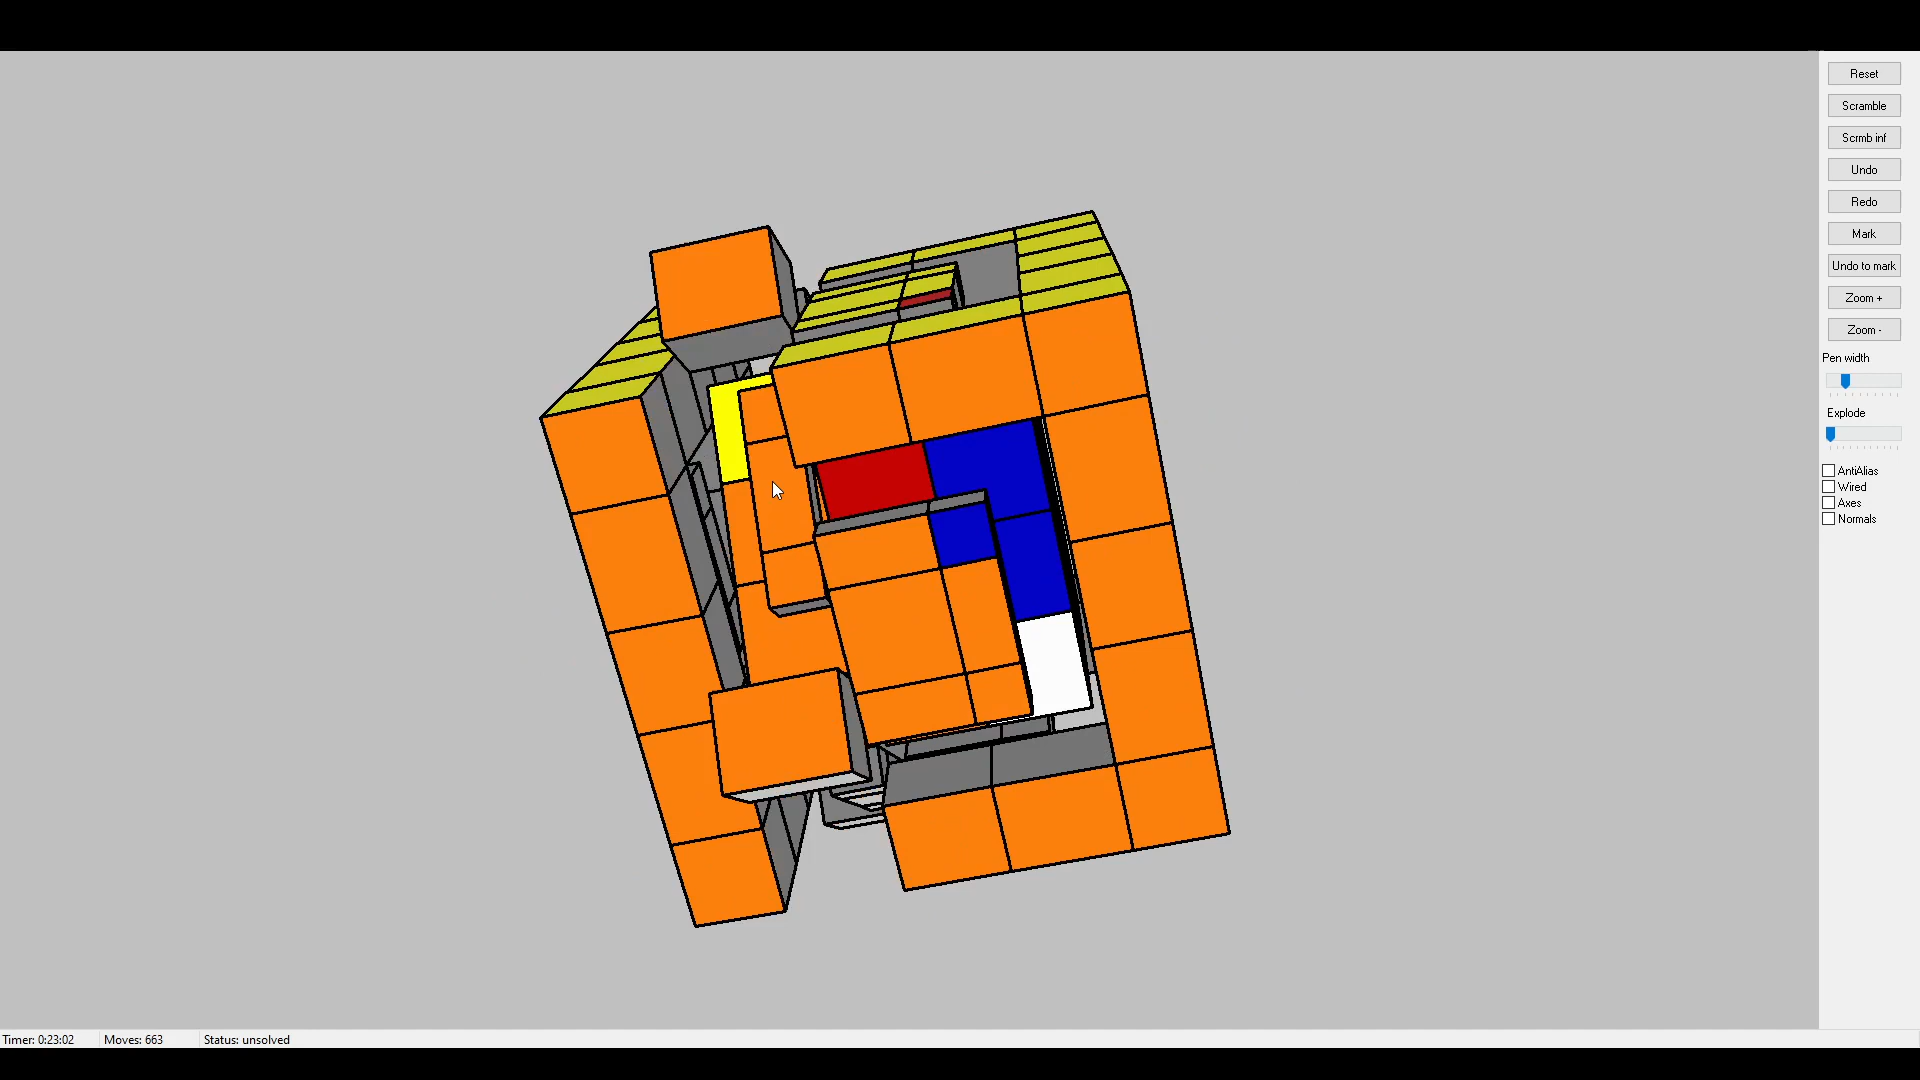 Reset
Scramble
Scrmb inf
Undo
Redo
Mark
Undo to mark
Zoom +
Zoom -
Pen width
Explode
AntiAlias
Wired
Axes
Normals
Timer: 0:23:02 Moves: 663 Status: unsolved